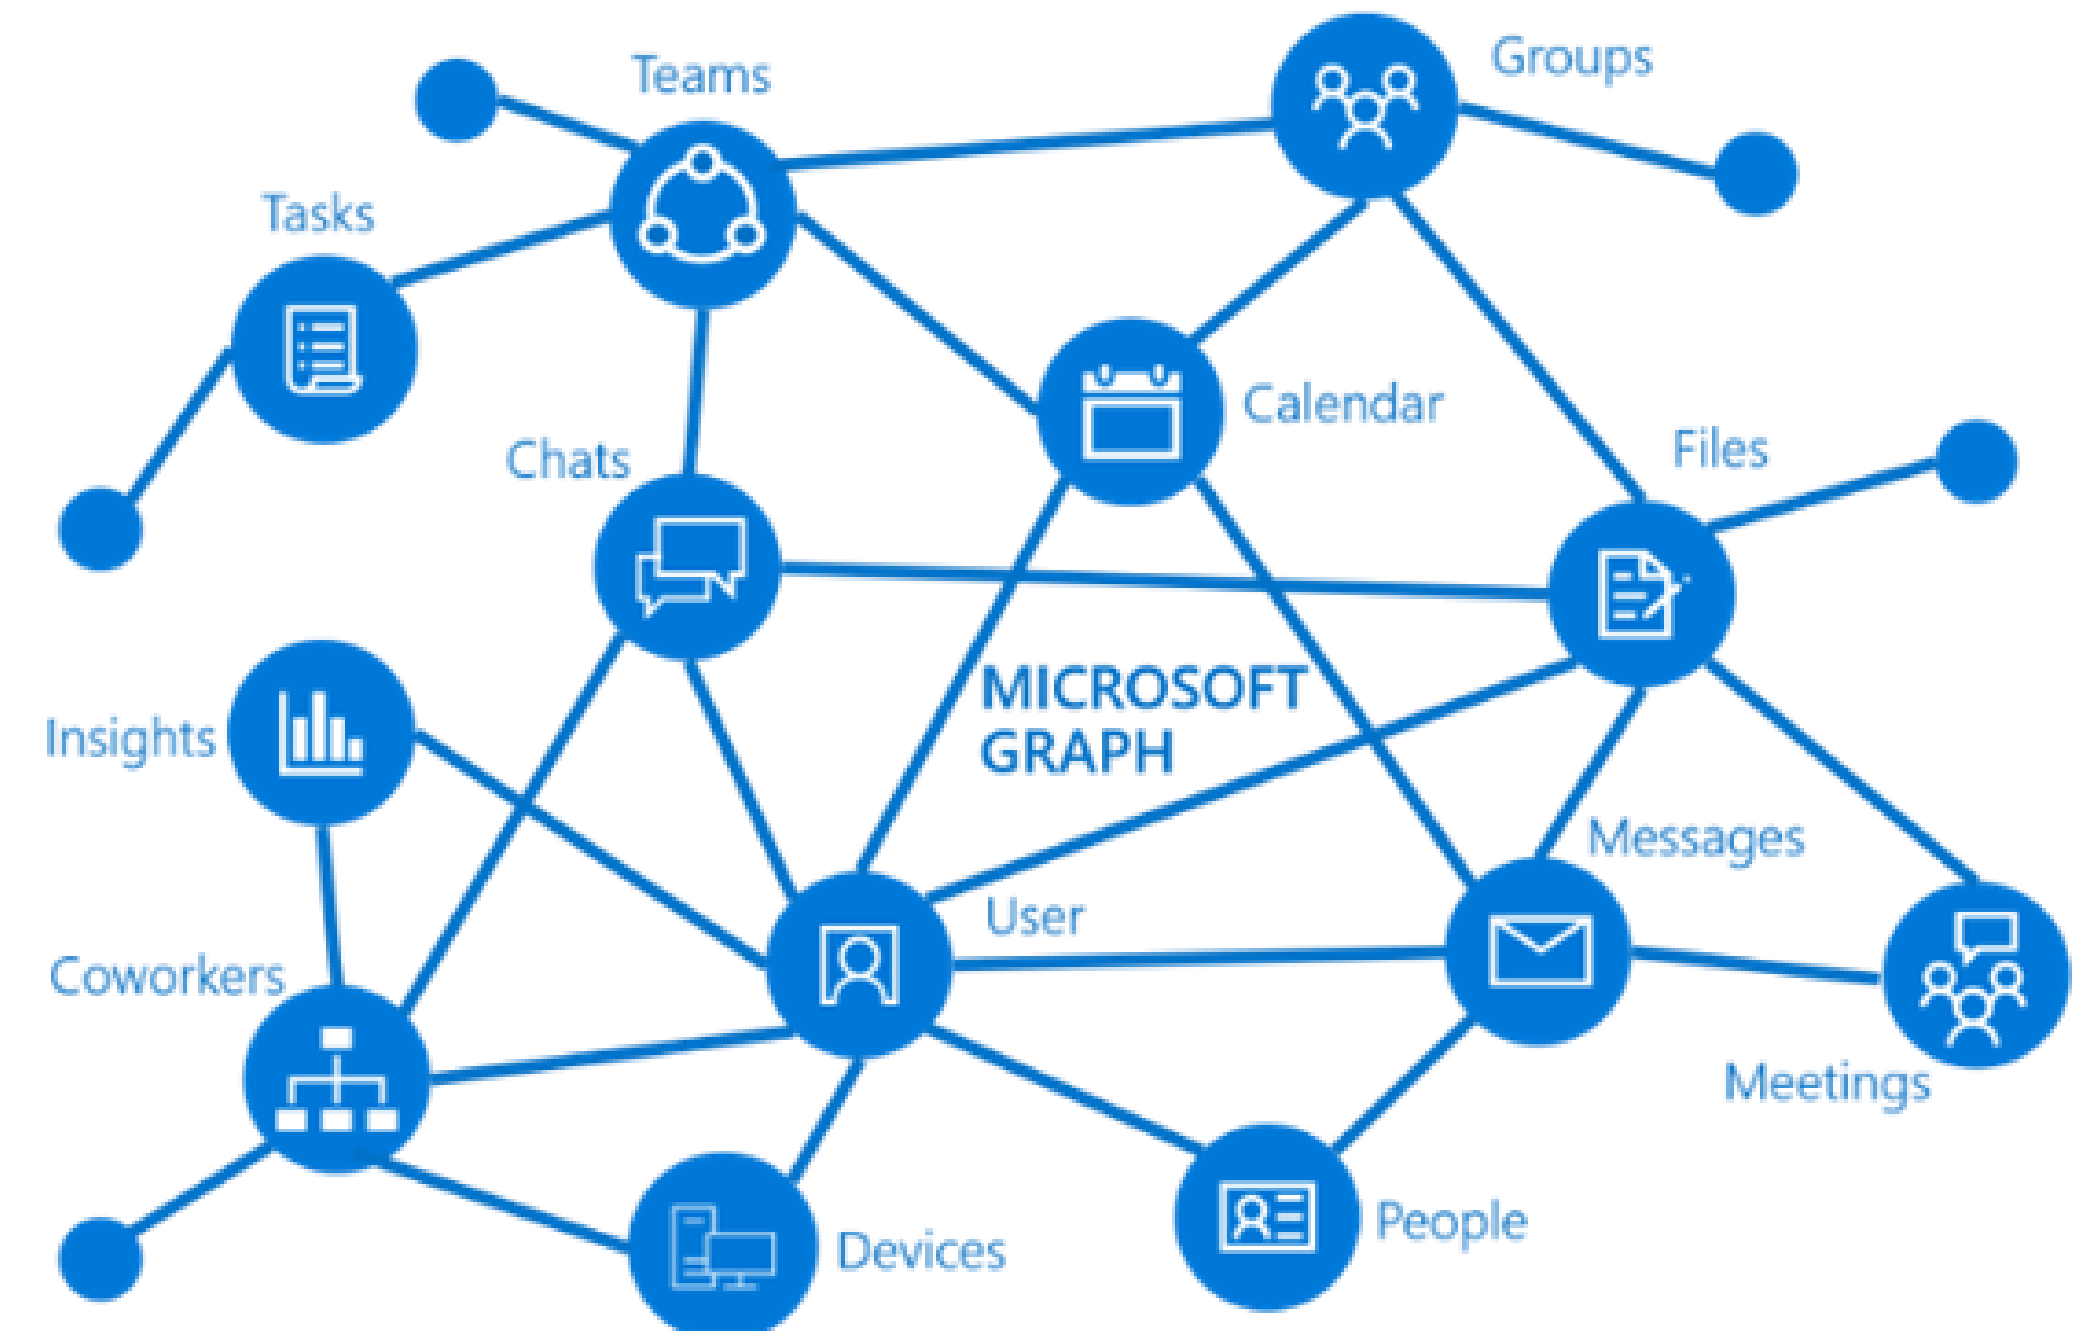 Teams
Groups
Tasks
Calendar
Files
Chats
MICROSOFT
GRAPH
Insights
Messages
User
Coworkers
Meetings
People
Devices